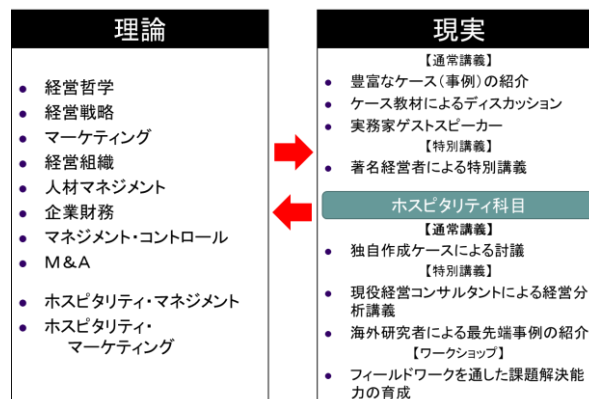 理論
● 経営哲学
● 経営戦略
● マーケティング
● 経営組織
● 人材マネジメント
● 企業財務
● マネジメント・コントロール
● M&A
● ホスピタリティ・マネジメント
● ホスピタリティ・
マーケティング
現実
【通常講義】
● 豊富なケース(事例)の紹介
● ケース教材によるディスカッション
● 実務家ゲストスピーカー
【特別講義】
● 著名経営者による特別講義
ホスピタリティ科目
【通常講義】
● 独自作成ケースによる討議
【特別講義】
● 現役経営コンサルタントによる経営分
析講義
● 海外研究者による最先端事例の紹介
【ワークショップ】
● フィールドワークを通した課題解決能
力の育成